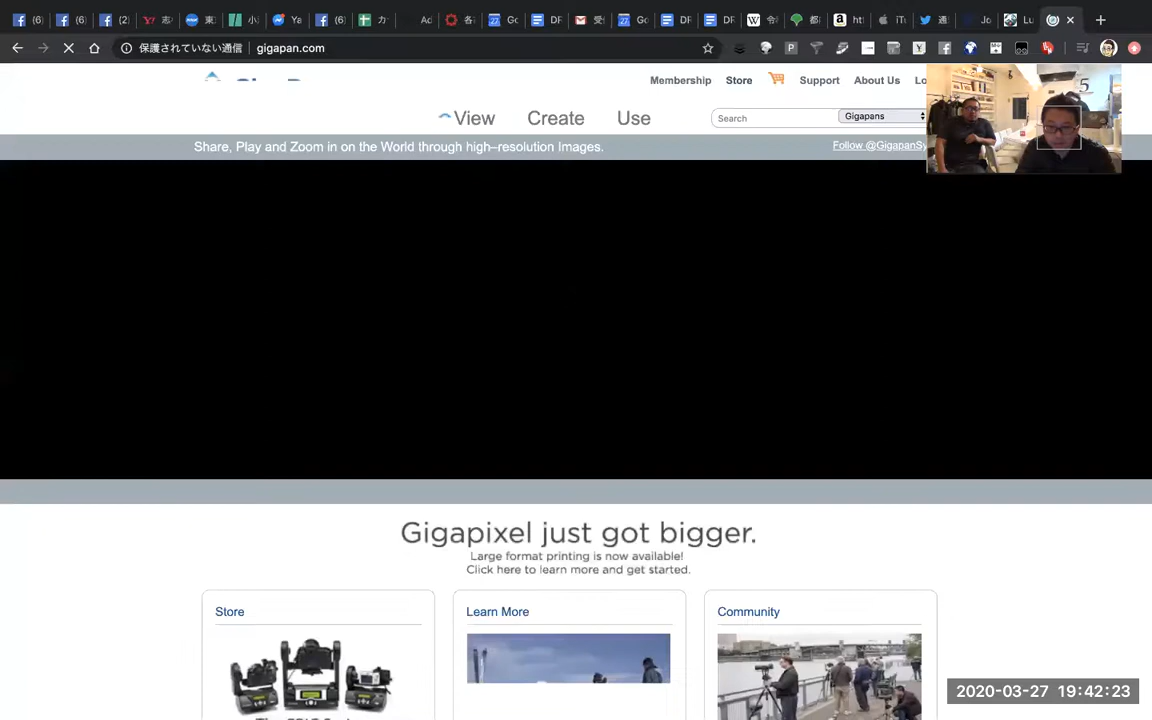 保護されていない通信 gigapan.com
Membership Store Support About Us
View Create Use
Search Gigapans
Share, Play and Zoom in on the World through high–resolution Images.
Follow @GigapanSy
5
Gigapixel just got bigger.
Large format printing is now available!
Click here to learn more and get started.
Store
Learn More
Community
2020-03-27 19:42:23